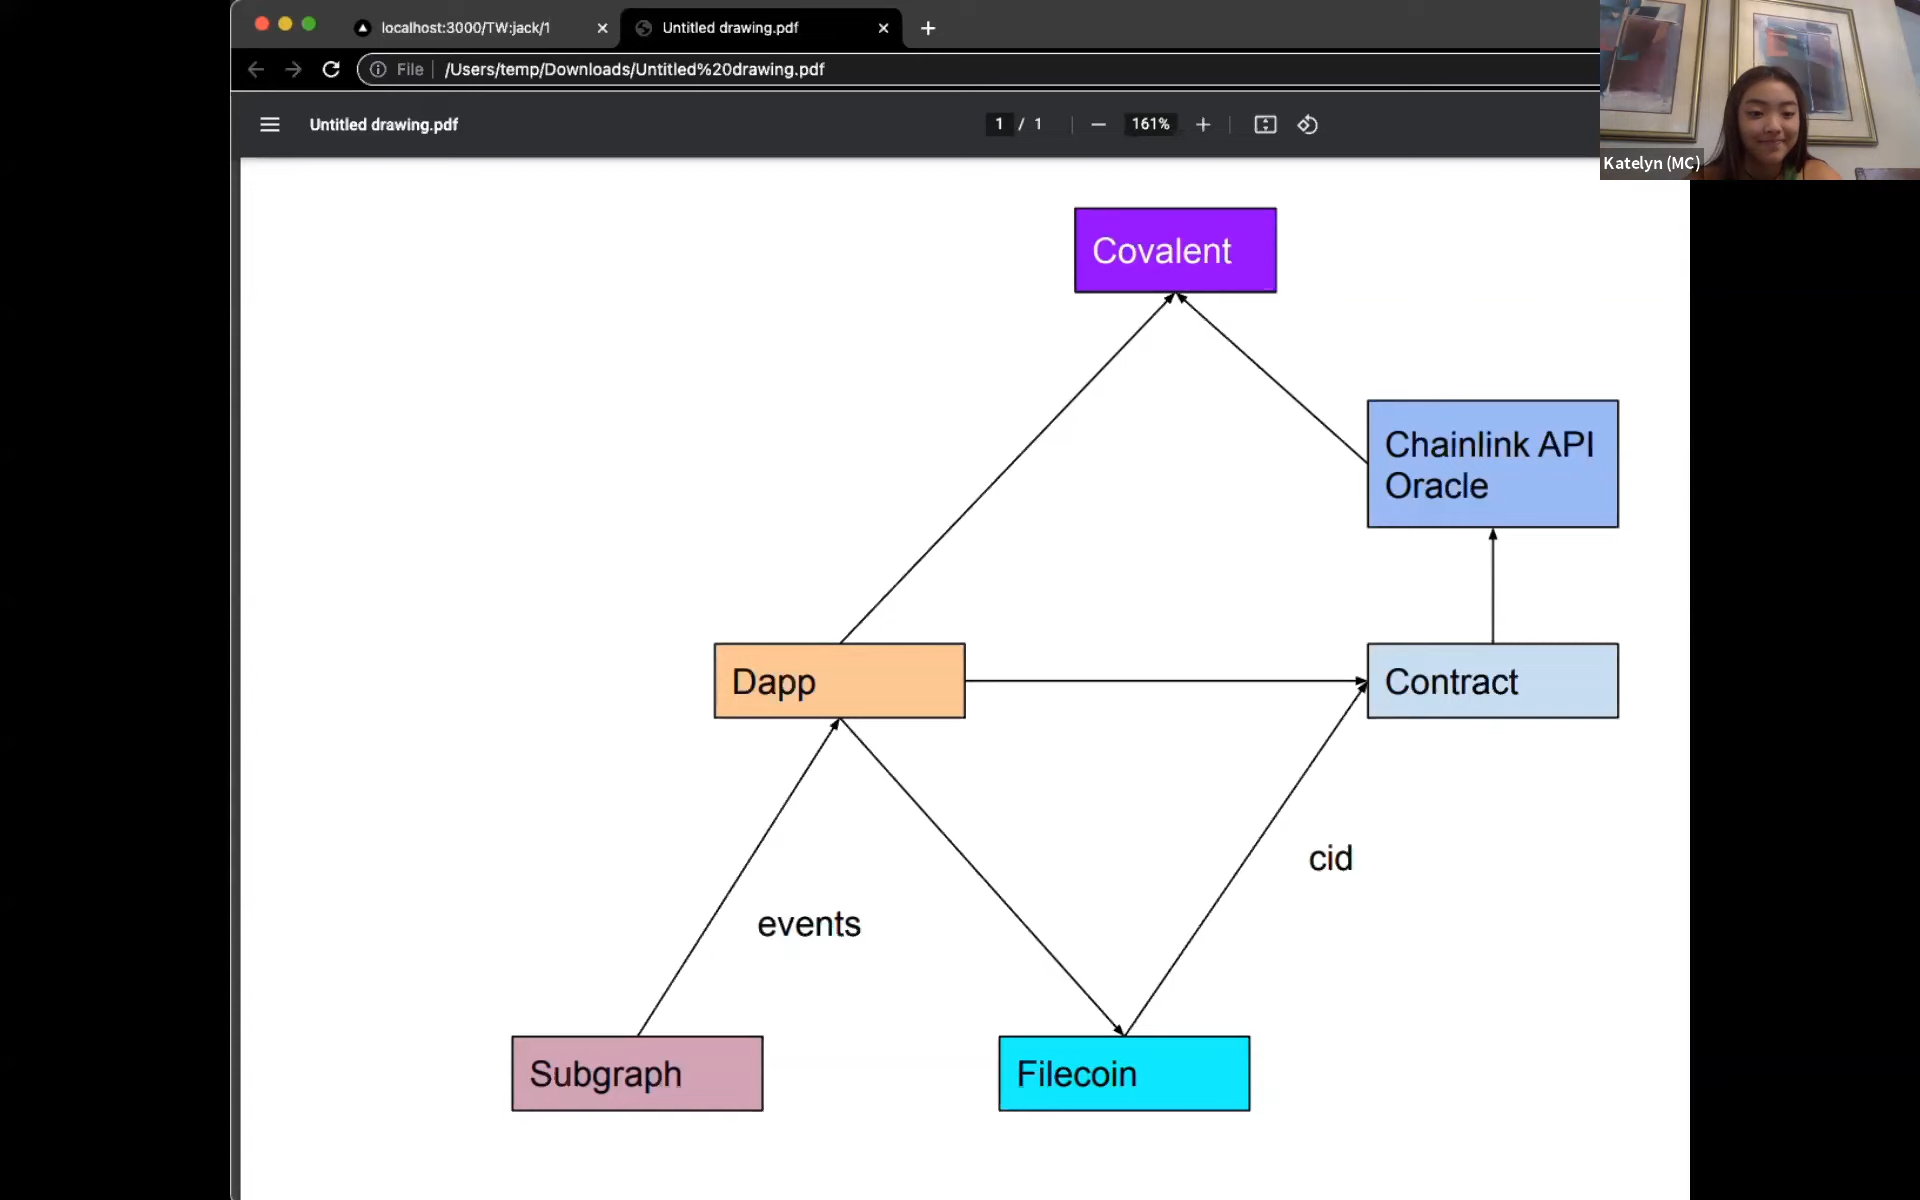 localhost:3000/TW:jack/1
Untitled drawing.pdf
File
/Users/temp/Downloads/Untitled%20drawing.pdf
Untitled drawing.pdf
1 / 1
161%
Katelyn (MC)
Covalent
Chainlink API
Oracle
Dapp
Contract
cid
events
Subgraph
Filecoin